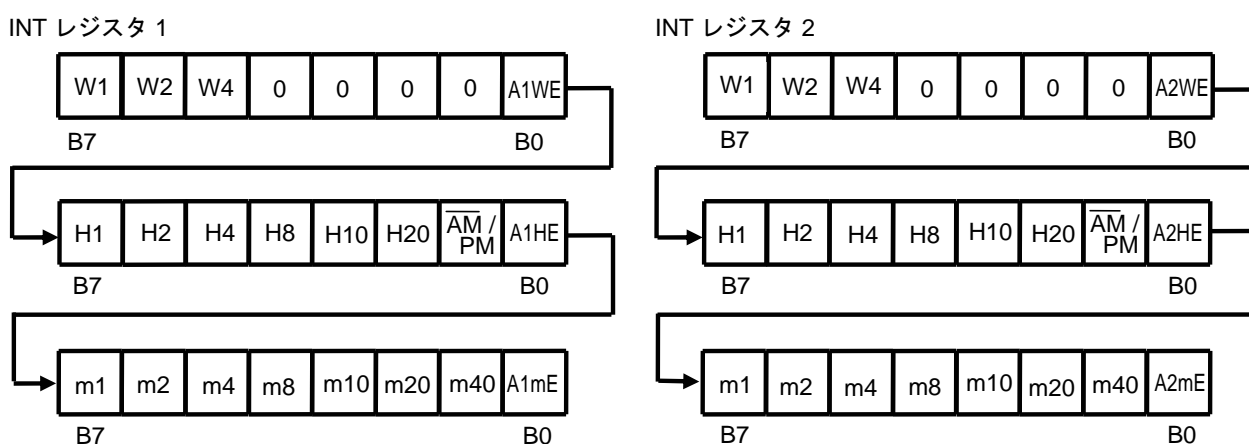 INT レジスタ 1
W1 W2 W4 0 0 0 0 A1WE
B7 B0
H1 H2 H4 H8 H10 H20 AM / PM A1HE
B7 B0
m1 m2 m4 m8 m10 m20 m40 A1mE
B7 B0
INT レジスタ 2
W1 W2 W4 0 0 0 0 A2WE
B7 B0
H1 H2 H4 H8 H10 H20 AM / PM A2HE
B7 B0
m1 m2 m4 m8 m10 m20 m40 A2mE
B7 B0